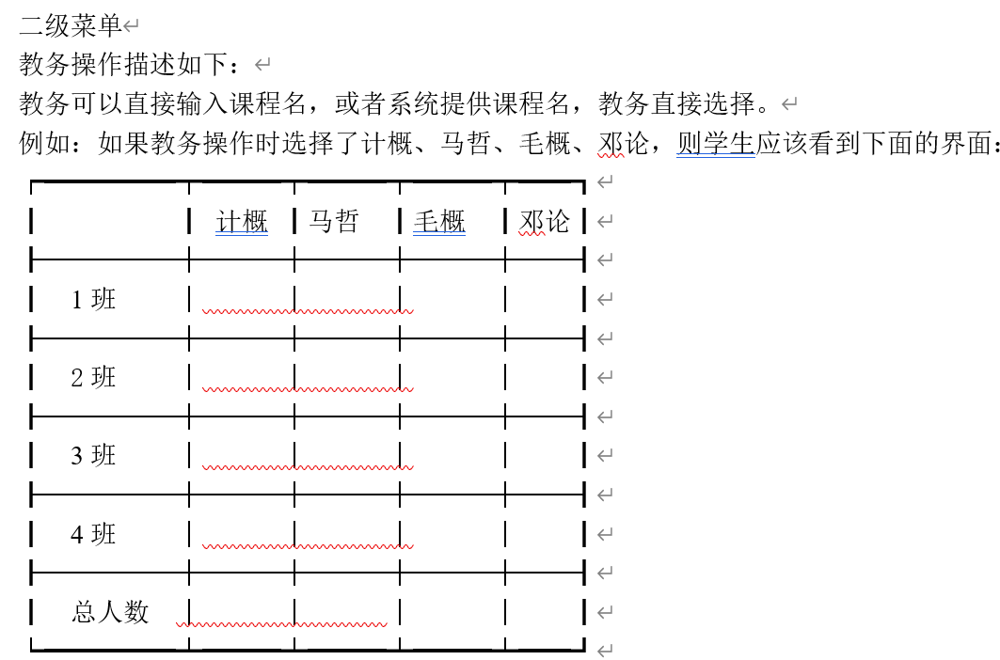 二级菜单
教务操作描述如下：
教务可以直接输入课程名，或者系统提供课程名，教务直接选择。
例如：如果教务操作时选择了计概、马哲、毛概、邓论，则学生应该看到下面的界面：
计概 马哲 毛概 邓论
1 班
2 班
3 班
4 班
总人数